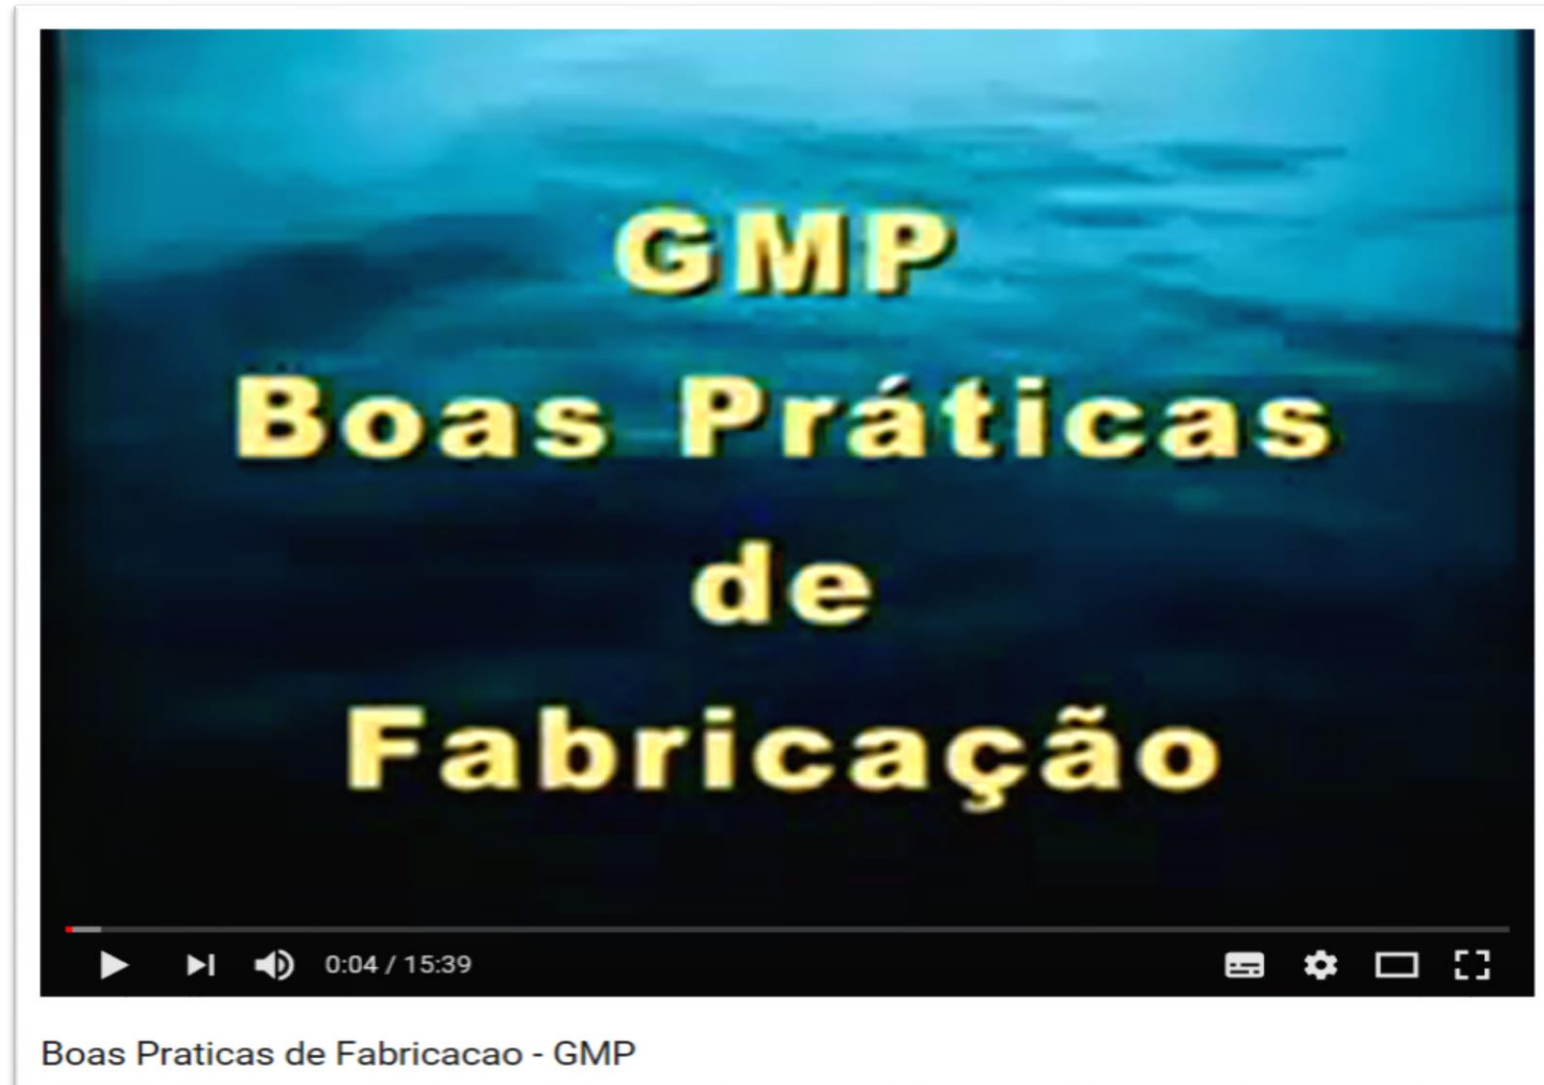 GMP
Boas Práticas
de
Fabricação
0:04 / 15:39
Boas Praticas de Fabricacao - GMP